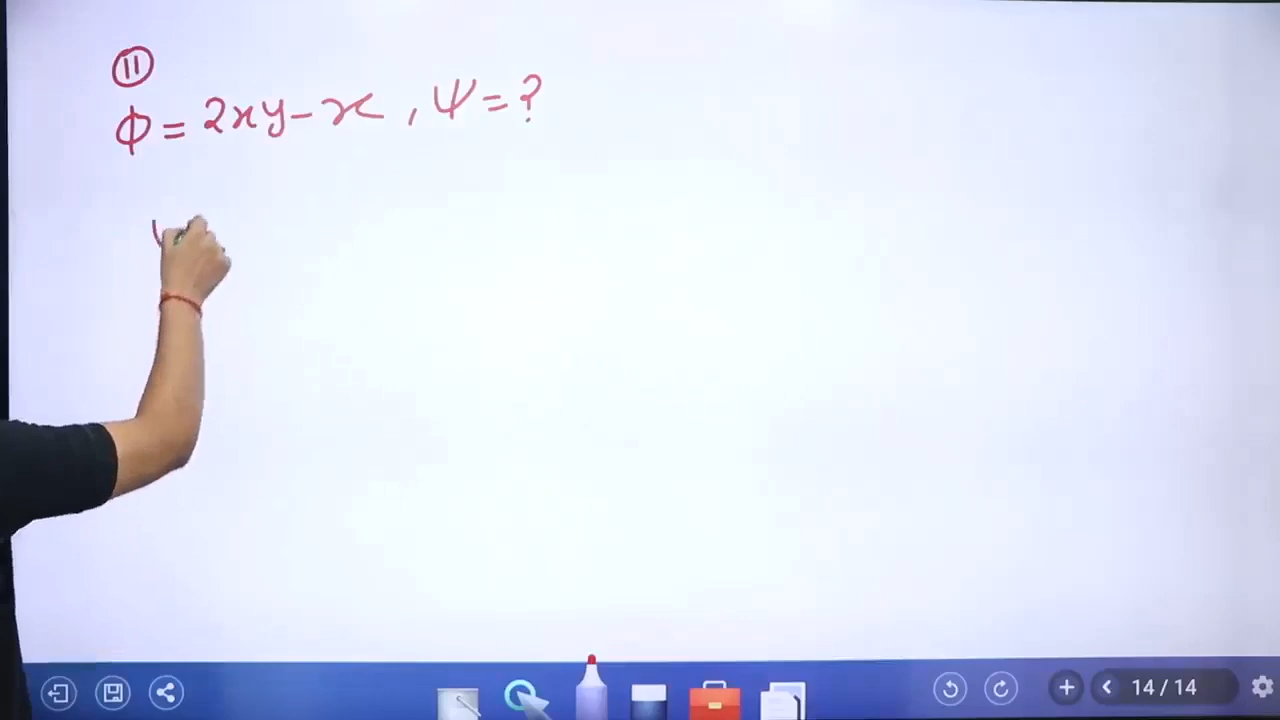 11
ϕ = 2xy - x , ψ = ?
14/14